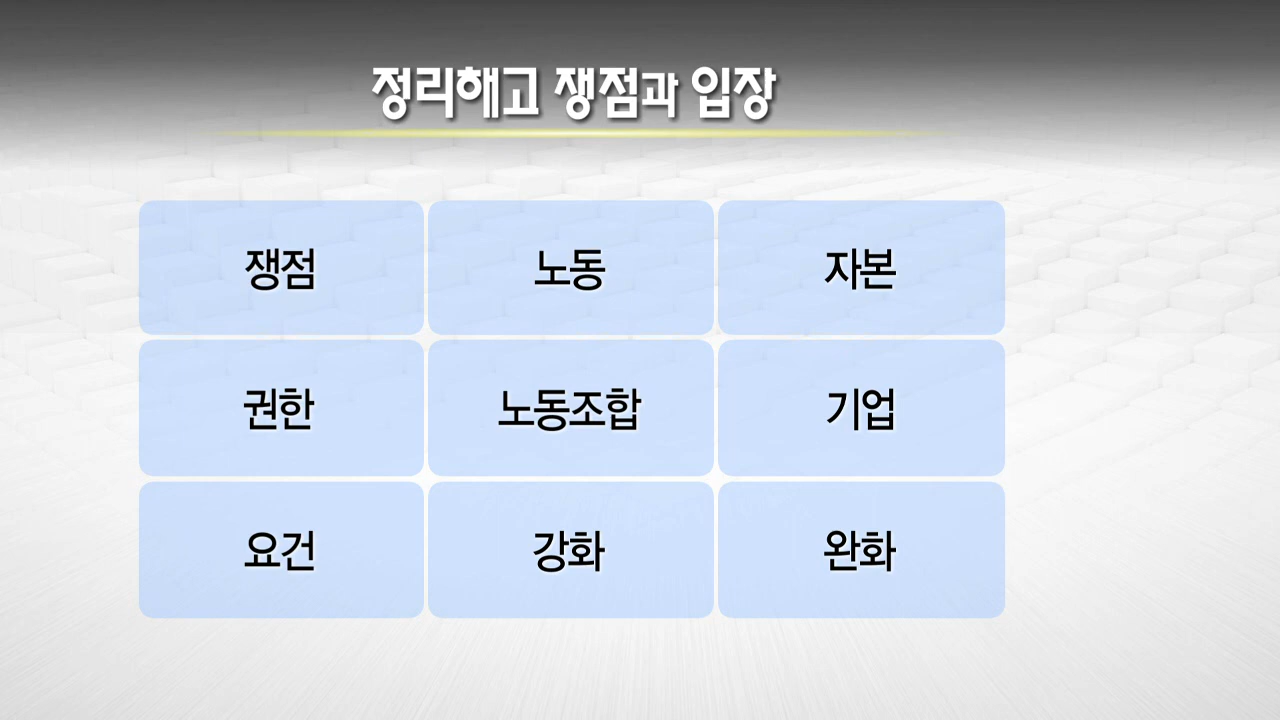 정리해고 쟁점과 입장
쟁점 노동 자본
권한 노동조합 기업
요건 강화 완화